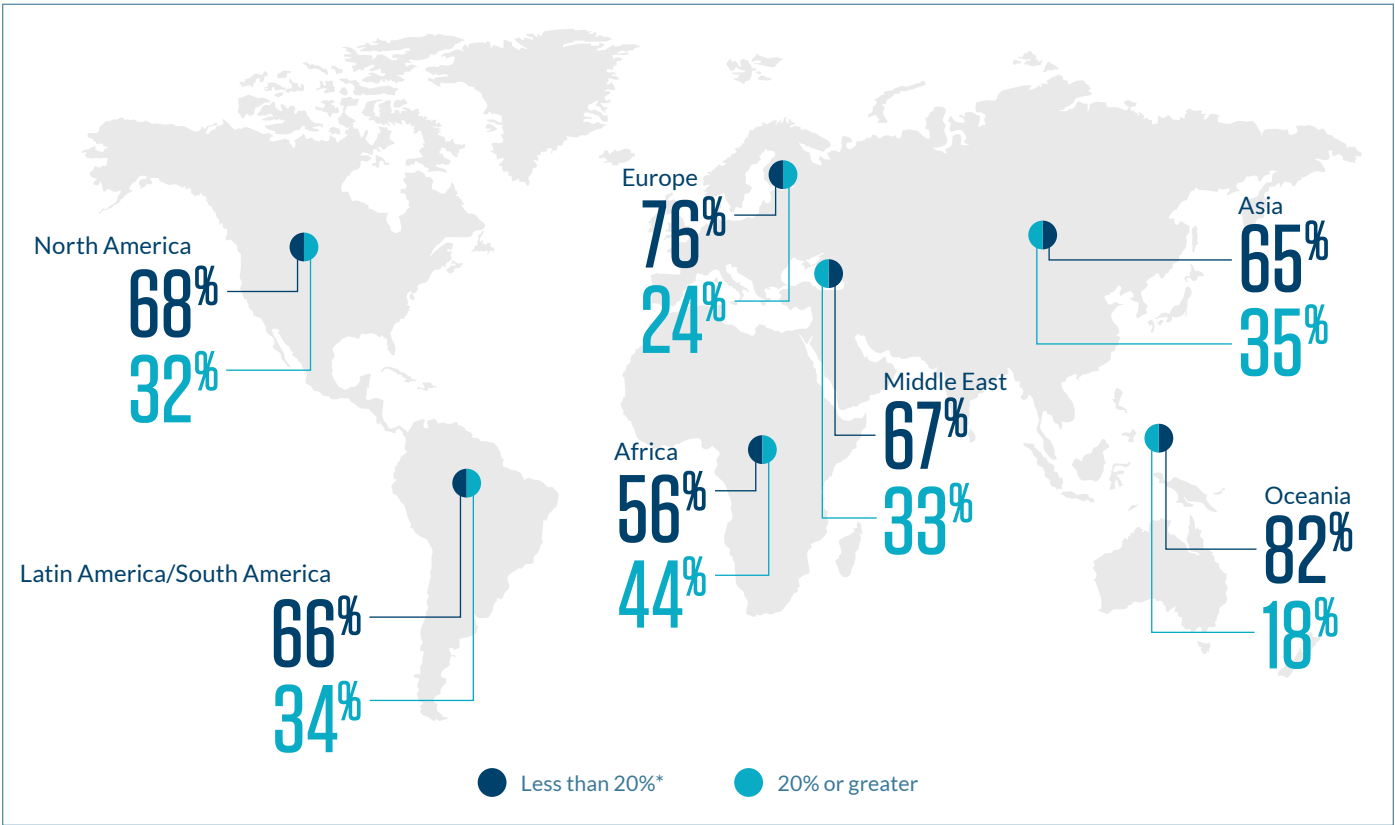 North America
68%
32%
Latin America/South America
66%
34%
Europe
76%
24%
Africa
56%
44%
Middle East
67%
33%
Asia
65%
35%
Oceania
82%
18%
Less than 20%*
20% or greater